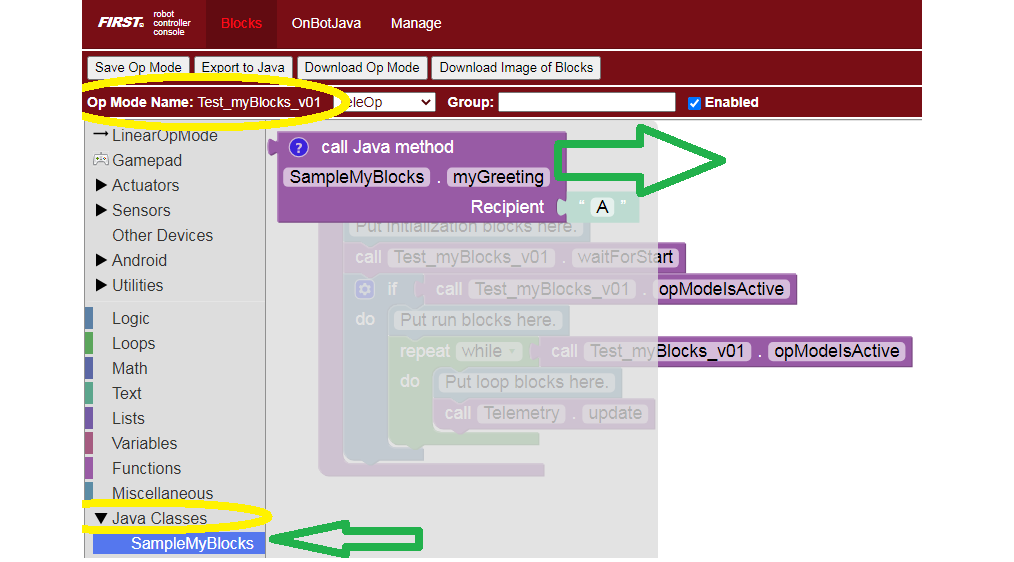 FIRST® robot controller console Blocks OnBotJava Manage
Save Op Mode Export to Java Download Op Mode Download Image of Blocks
Op Mode Name: Test_myBlocks_v01 eleOp Group: Enabled
LinearOpMode
Gamepad
Actuators
Sensors
Other Devices
Android
Utilities
Logic
Loops
Math
Text
Lists
Variables
Functions
Miscellaneous
Java Classes
SampleMyBlocks
? call Java method
SampleMyBlocks . myGreeting
Recipient “ A ”
Put initialization blocks here.
call Test_myBlocks_v01 . waitForStart
if call Test_myBlocks_v01 . opModeIsActive
do Put run blocks here.
repeat while call Test_myBlocks_v01 . opModeIsActive
do Put loop blocks here.
call Telemetry . update